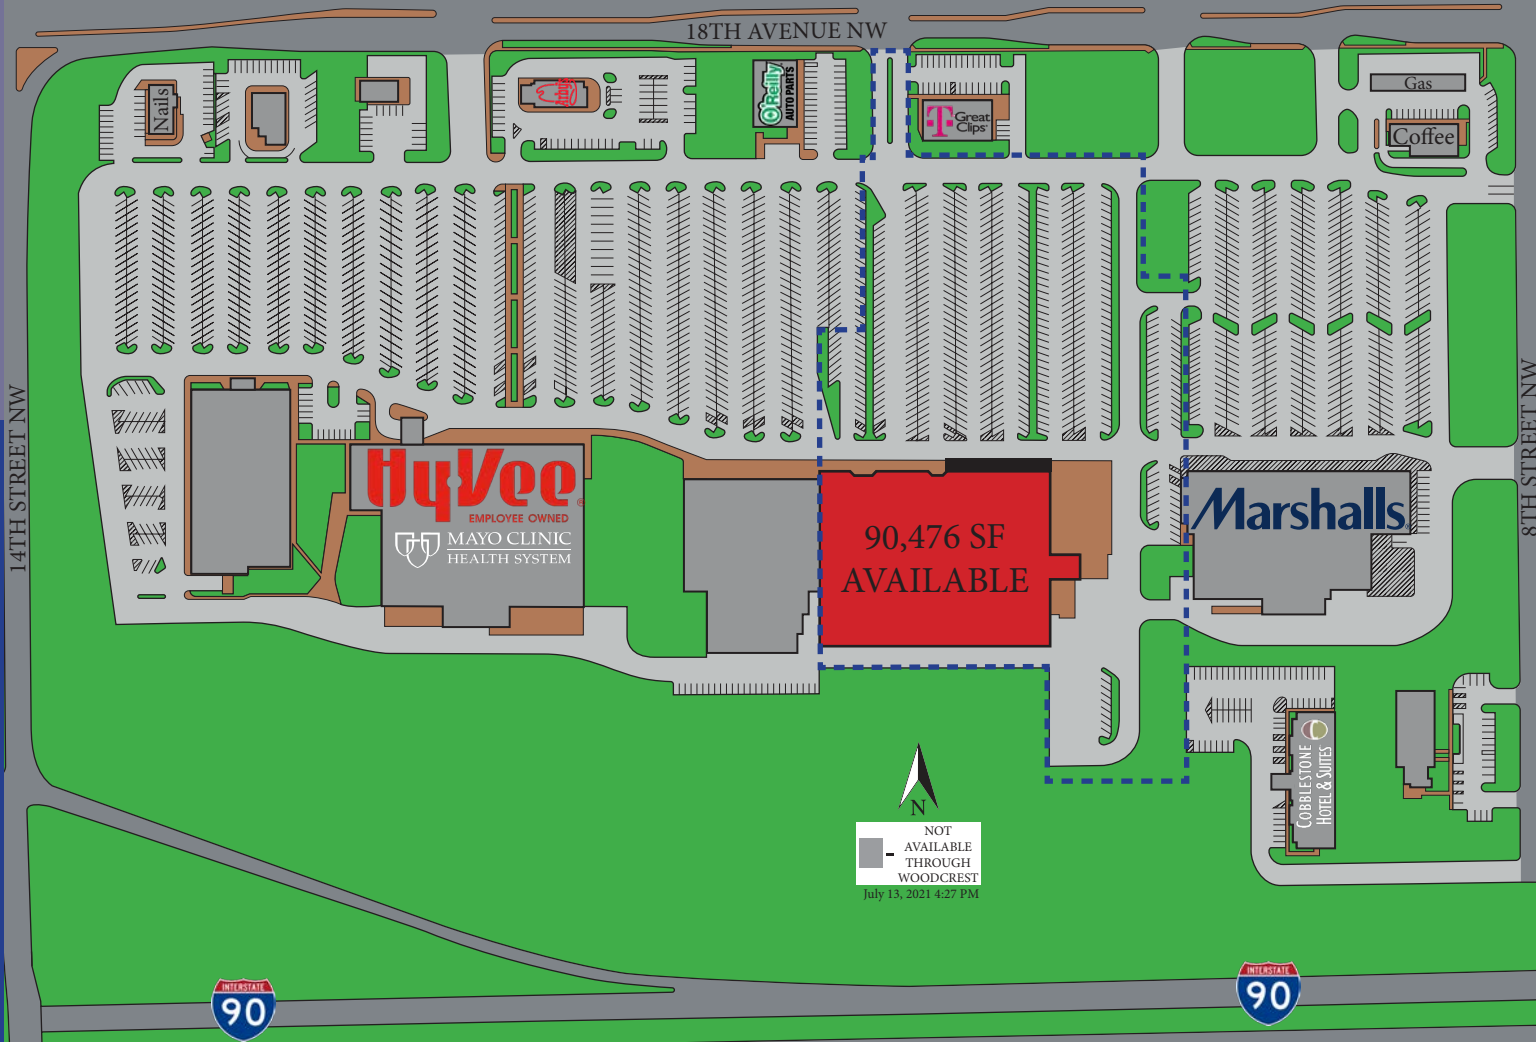 18TH AVENUE NW
Nails
Arby's
O'Reilly
AUTO PARTS
T
Great
Clips
Gas
Coffee
14TH STREET NW
8TH STREET NW
HyVee
EMPLOYEE OWNED
MAYO CLINIC
HEALTH SYSTEM
90,476 SF
AVAILABLE
Marshalls
COBBLESTONE
HOTEL & SUITES
N
NOT
AVAILABLE
THROUGH
WOODCREST
-
July 13, 2021 4:27 PM
INTERSTATE
90
INTERSTATE
90